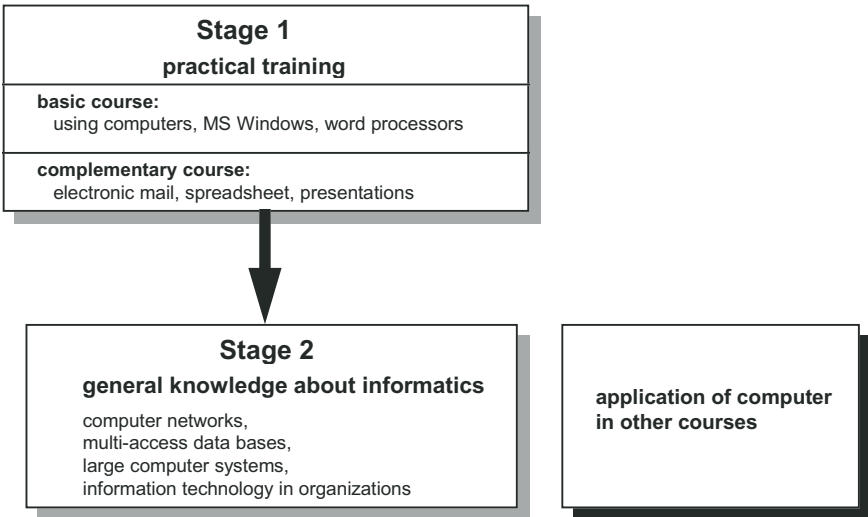 Stage 1
practical training
basic course:
using computers, MS Windows, word processors
complementary course:
electronic mail, spreadsheet, presentations
Stage 2
general knowledge about informatics
computer networks,
multi-access data bases,
large computer systems,
information technology in organizations
application of computer
in other courses